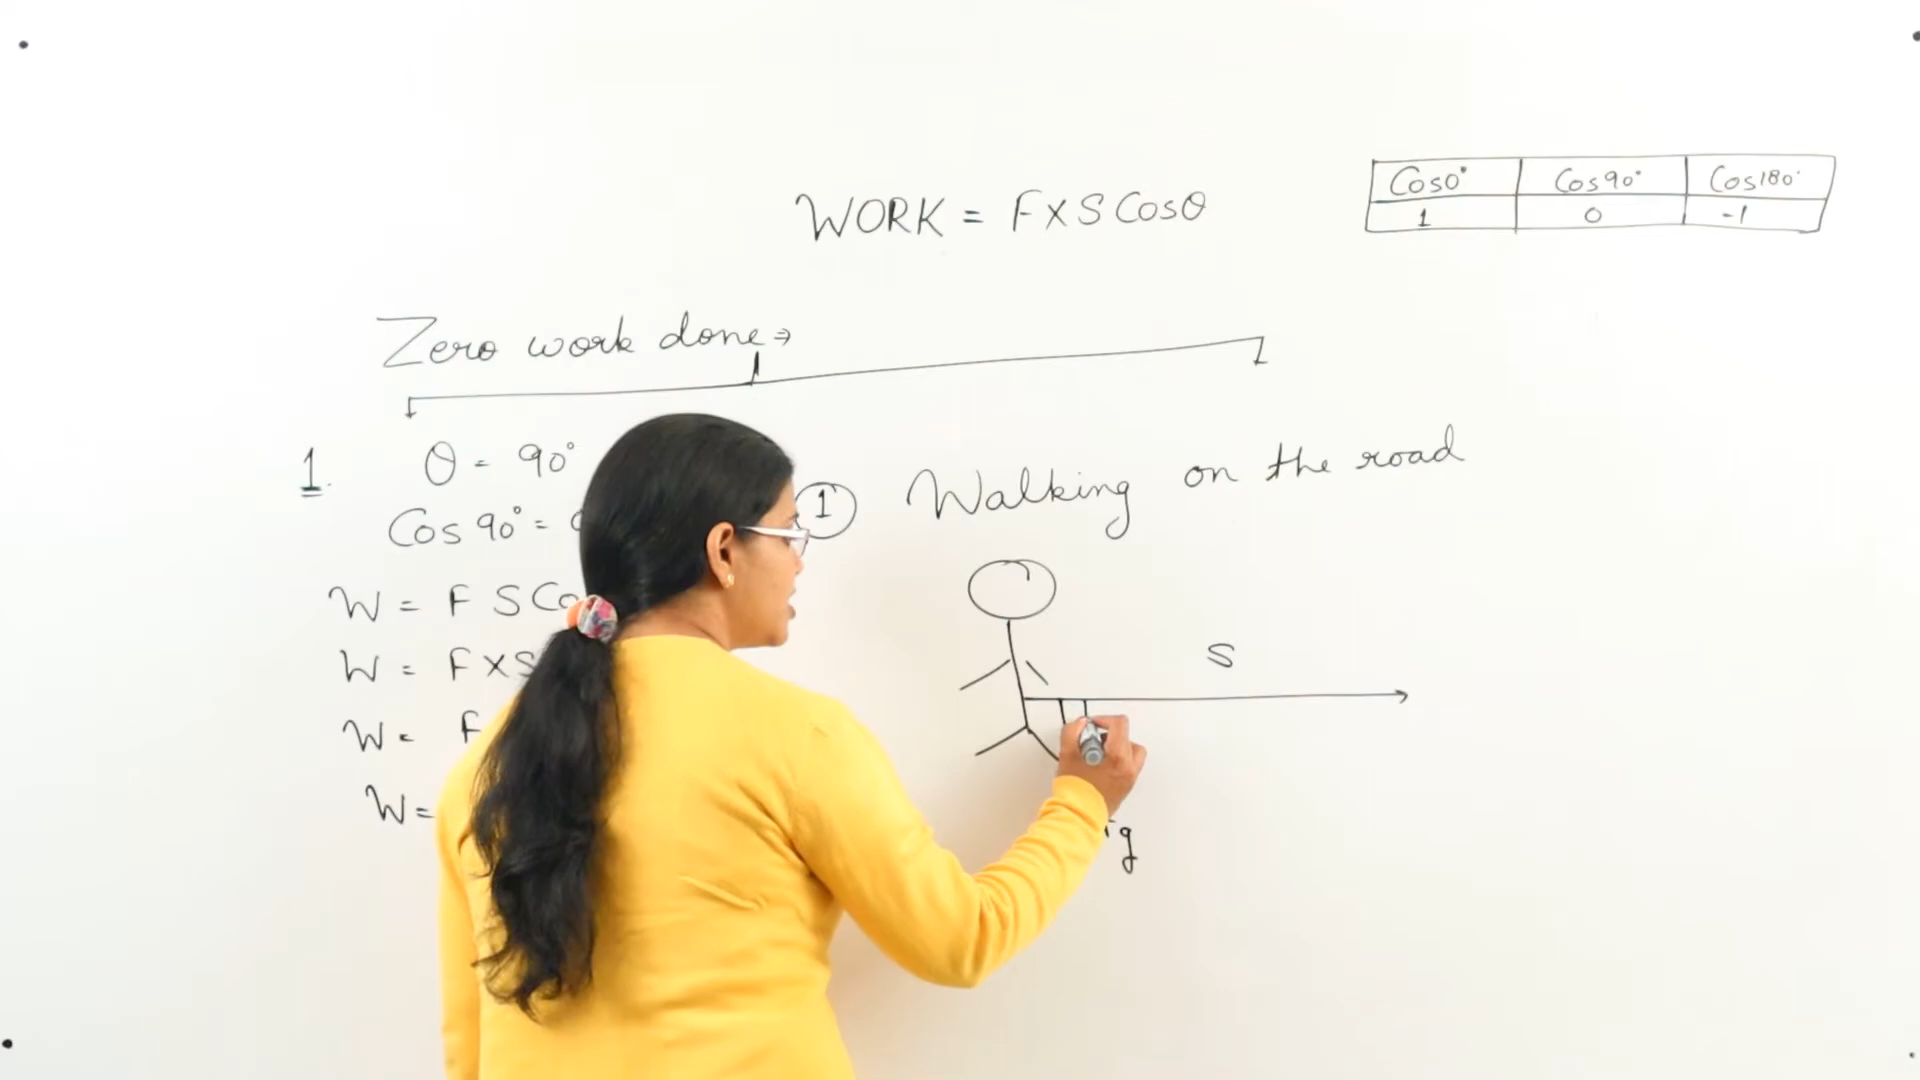 WORK = F X S Cosθ
Cos0° Cos90° Cos180°
1 0 -1
Zero work done ⇒
1. θ = 90°
Cos 90° =
① Walking on the road
W = F S
W = F X S
S
W = F
W =
g